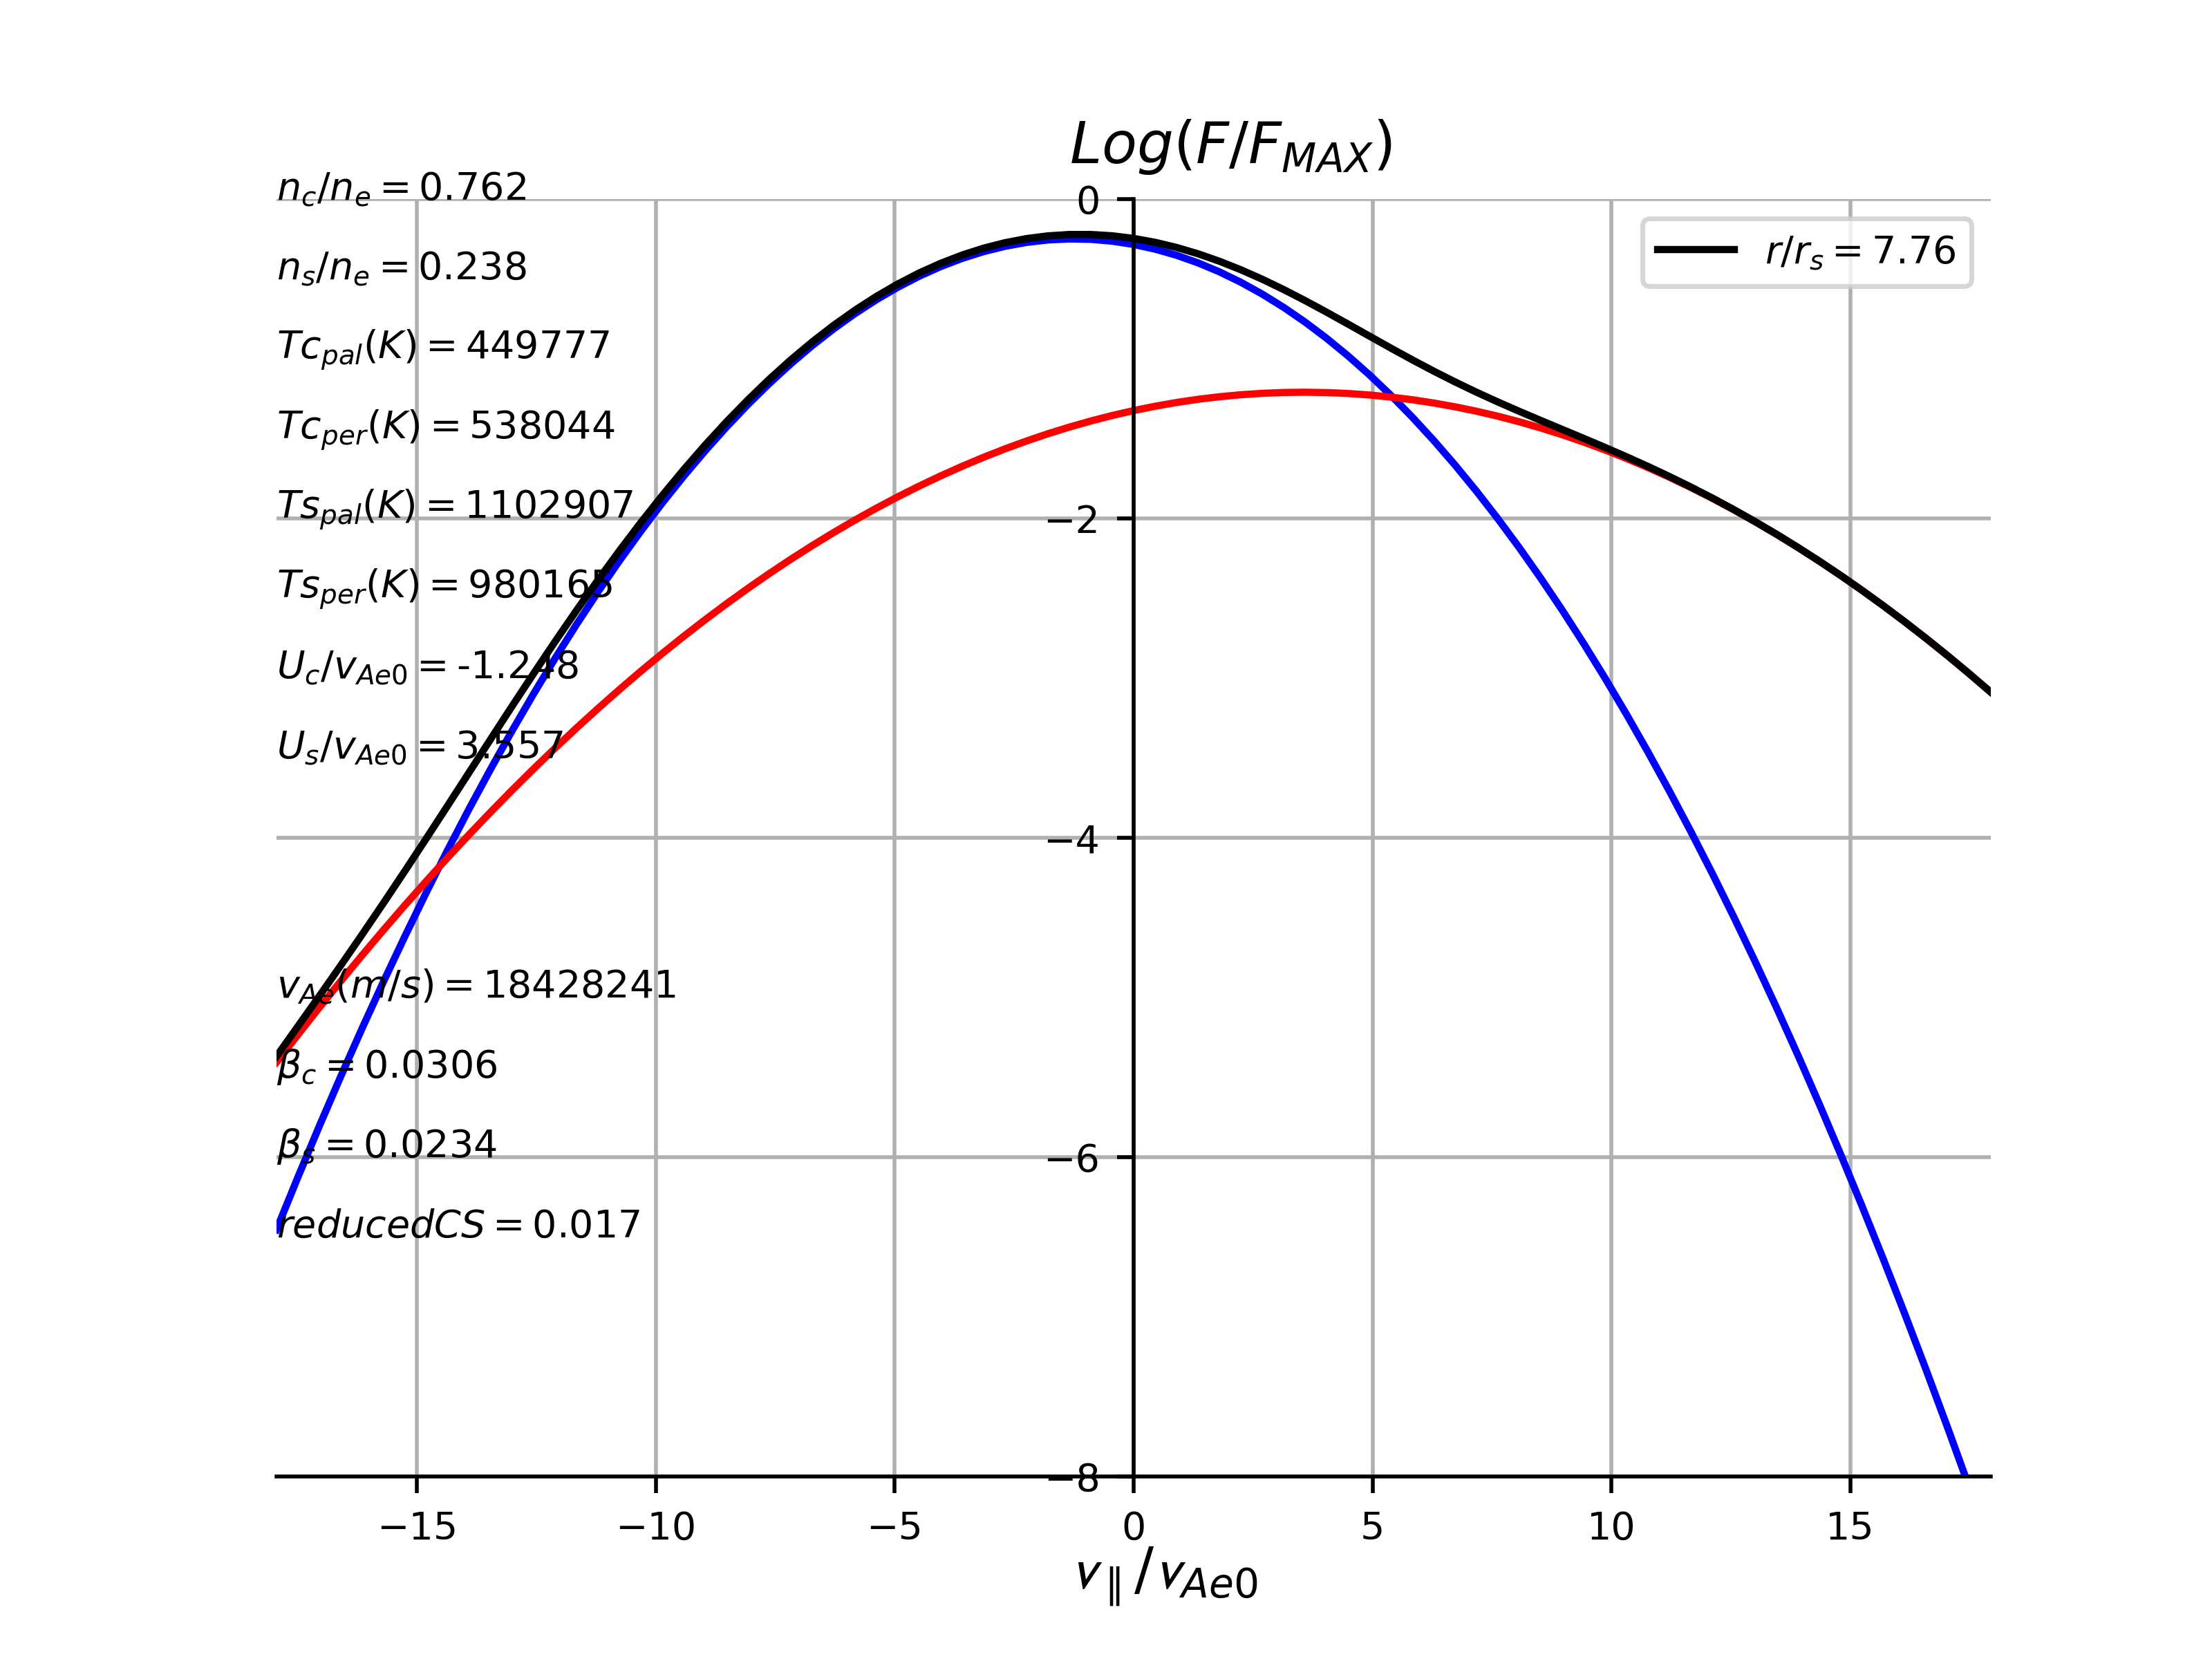 Log(F/F_MAX)
n_c/n_e = 0.762
n_s/n_e = 0.238
Tc_pal(K) = 449777
Tc_per(K) = 538044
Ts_pal(K) = 1102907
Ts_per(K) = 980165
U_c/v_Ae0 = -1.248
U_s/v_Ae0 = 3.557
v_Ae(m/s) = 18428241
β_c = 0.0306
β_s = 0.0234
reducedCS = 0.017
r/r_s = 7.76
0
−2
−4
−6
−8
−15 −10 −5 0 5 10 15
v_∥/v_Ae0